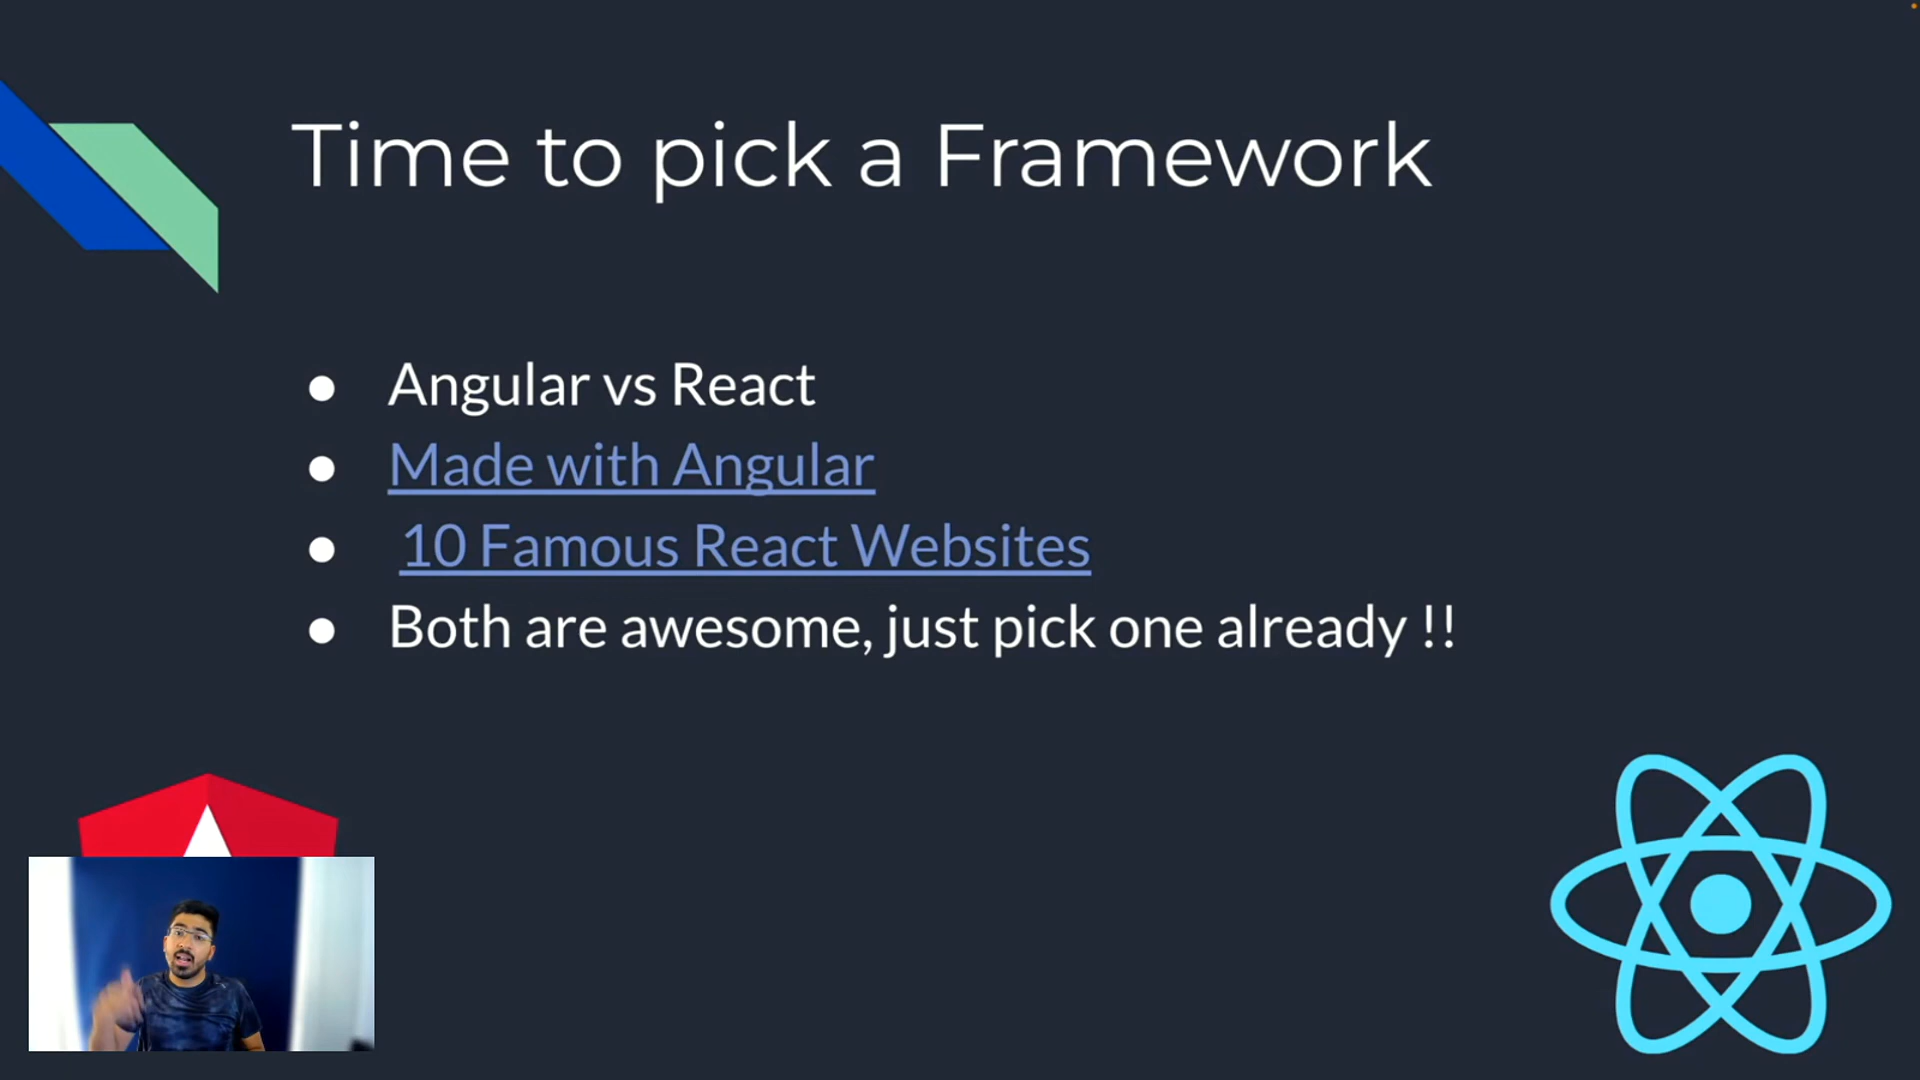 Time to pick a Framework
Angular vs React
Made with Angular
10 Famous React Websites
Both are awesome, just pick one already !!